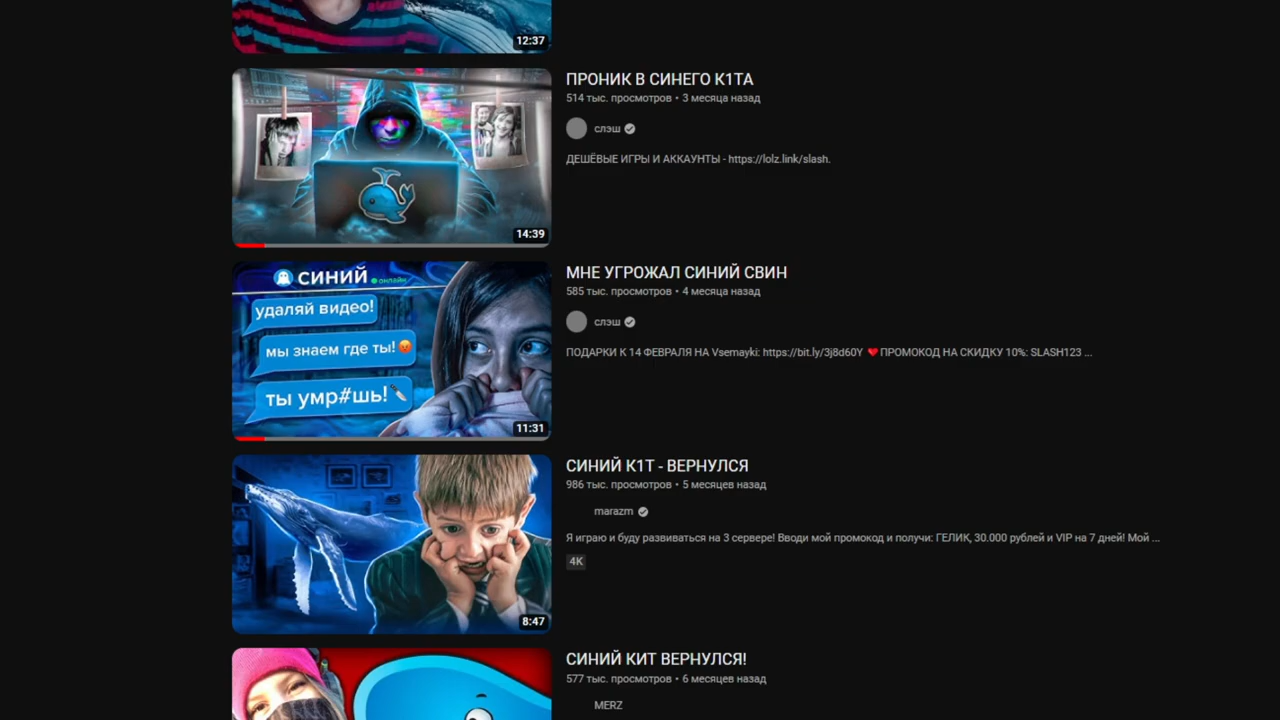 12:37
ПРОНИК В СИНЕГО К1ТА
514 тыс. просмотров • 3 месяца назад
слэш
ДЕШЁВЫЕ ИГРЫ И АККАУНТЫ - https://lolz.link/slash.
14:39
СИНИЙ
онлайн
удаляй видео!
мы знаем где ты!
ты умр#шь!
11:31
МНЕ УГРОЖАЛ СИНИЙ СВИН
585 тыс. просмотров • 4 месяца назад
слэш
ПОДАРКИ К 14 ФЕВРАЛЯ НА Vsemayki: https://bit.ly/3j8d60Y ❤️ПРОМОКОД НА СКИДКУ 10%: SLASH123 ...
8:47
СИНИЙ К1Т - ВЕРНУЛСЯ
986 тыс. просмотров • 5 месяцев назад
marazm
Я играю и буду развиваться на 3 сервере! Вводи мой промокод и получи: ГЕЛИК, 30.000 рублей и VIP на 7 дней! Мой ...
4K
СИНИЙ КИТ ВЕРНУЛСЯ!
577 тыс. просмотров • 6 месяцев назад
MERZ